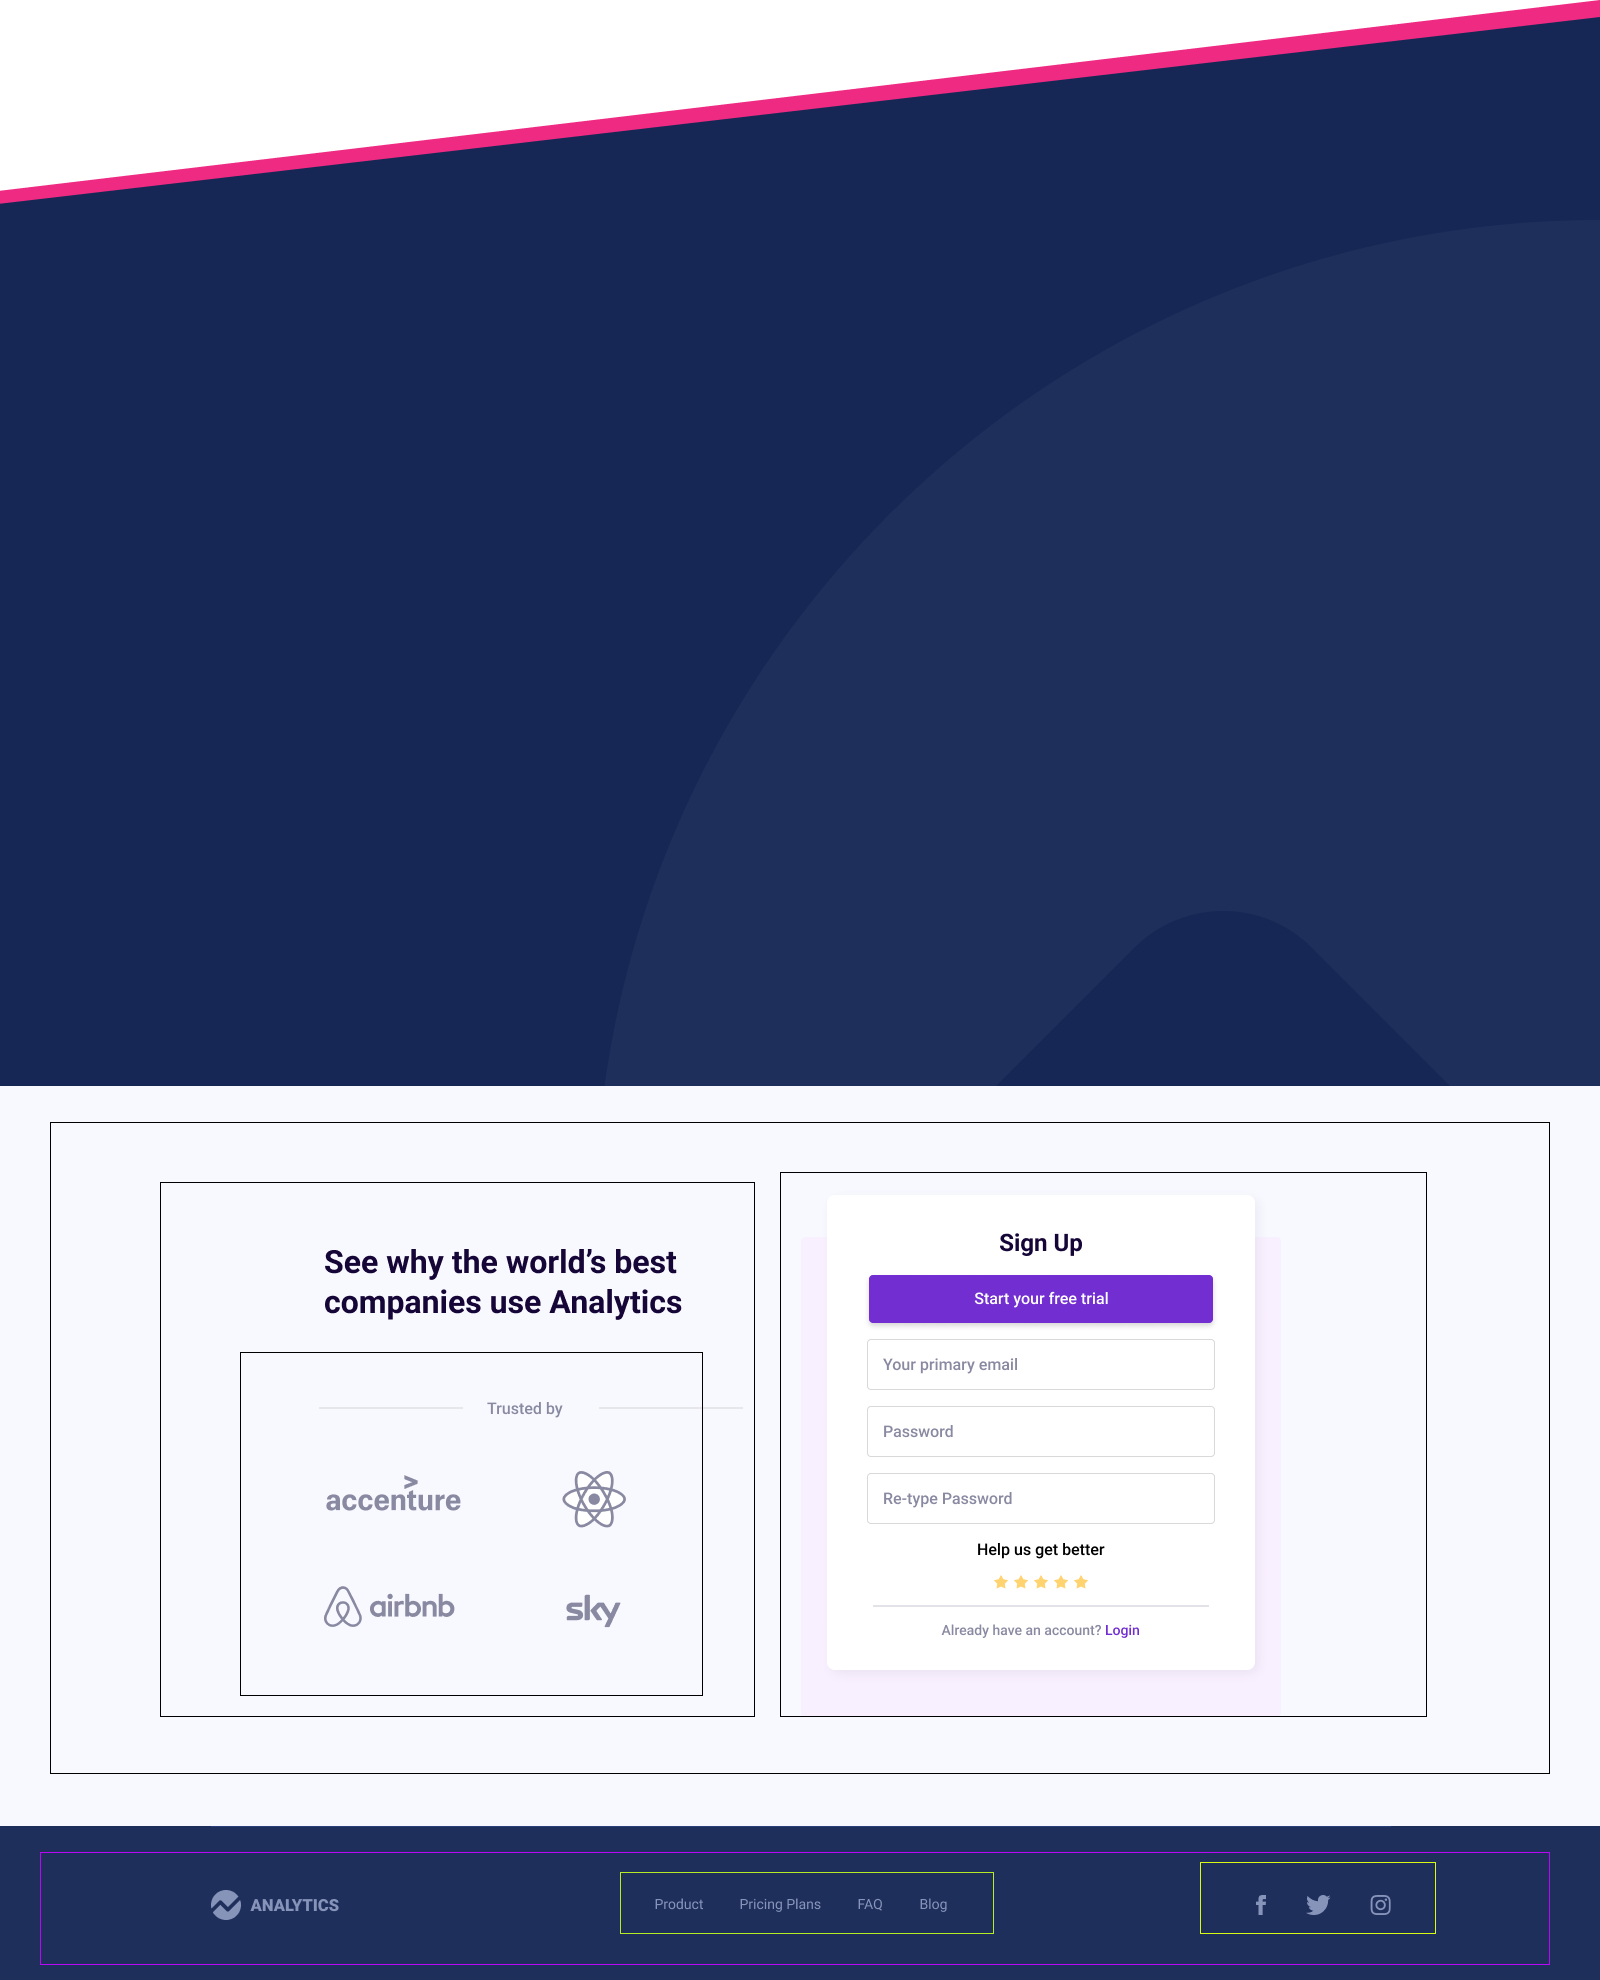 See why the world’s best
companies use Analytics
Trusted by
accenture
airbnb
sky
Sign Up
Start your free trial
Your primary email
Password
Re-type Password
Help us get better
Already have an account? Login
ANALYTICS
Product
Pricing Plans
FAQ
Blog